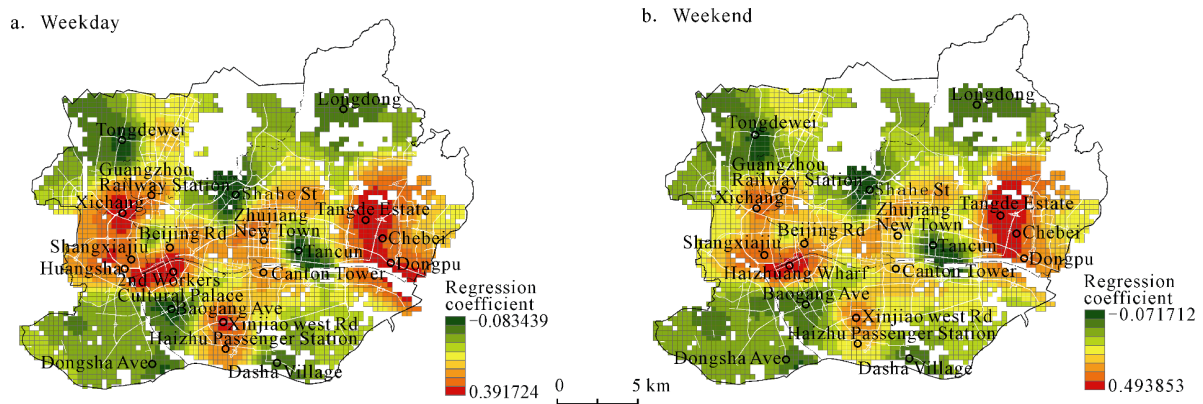 a. Weekday
Longdong
Tongdewei
Guangzhou
Railway Station
Shahe St
Xichang
Zhujiang
New Town
Tangde Estate
Beijing Rd
Chebei
Shangxiajiu
Tancun
Huangsha
Dongpu
2nd Workers
Cultural Palace
Canton Tower
Baogang Ave
Xinjiao west Rd
Haizhu Passenger Station
Dongsha Ave
Dasha Village
Regression
coefficient
-0.083439
0.391724
0 5 km
b. Weekend
Longdong
Tongdewei
Guangzhou
Railway Station
Shahe St
Xichang
Zhujiang
New Town
Tangde Estate
Beijing Rd
Chebei
Shangxiajiu
Tancun
Dongpu
Haizhuang Wharf
Canton Tower
Baogang Ave
Xinjiao west Rd
Haizhu Passenger Station
Dongsha Ave
Dasha Village
Regression
coefficient
-0.071712
0.493853